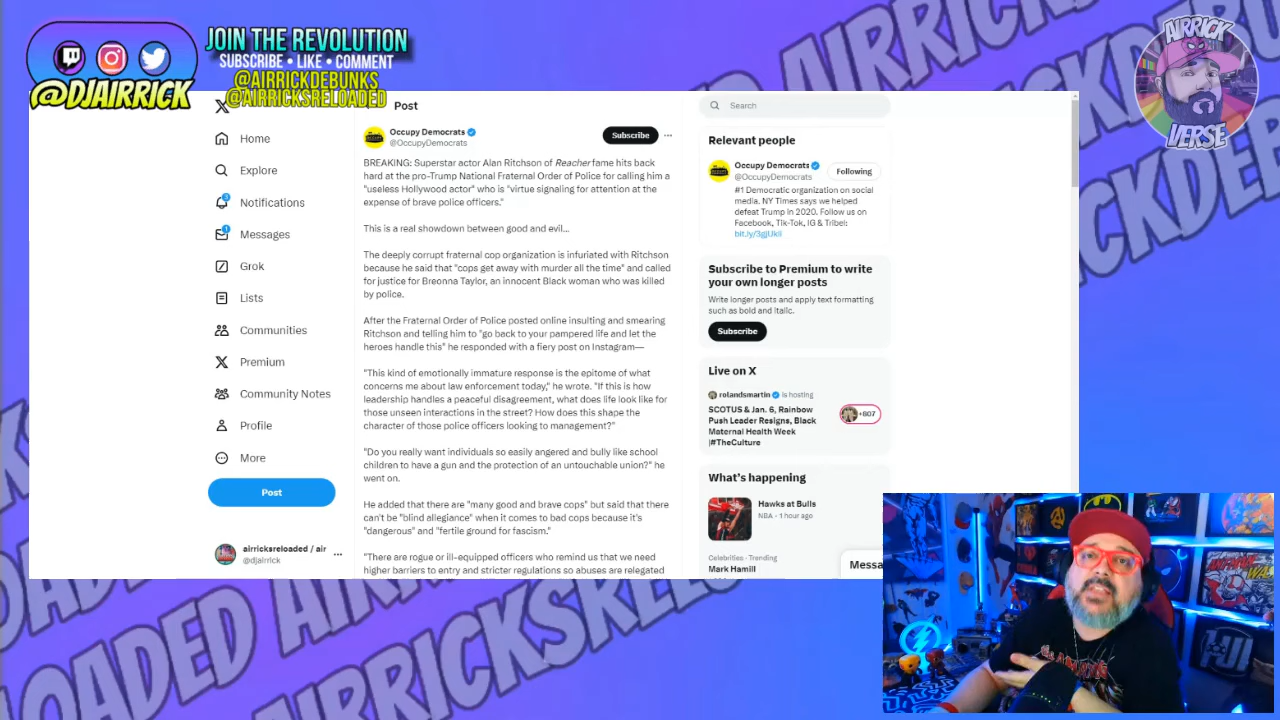 JOIN THE REVOLUTION
SUBSCRIBE • LIKE • COMMENT
@AIRRICKDEBUNKS
@AIRRICKSRELOADED
@DJAIRRICK
AIRRICK
VERSE
Post
Search
Home
Explore
3
Notifications
1
Messages
Grok
Lists
Communities
Premium
Community Notes
Profile
More
Post
airricksreloaded / air
@djairrick
Occupy Democrats
@OccupyDemocrats
Subscribe
BREAKING: Superstar actor Alan Ritchson of Reacher fame hits back
hard at the pro-Trump National Fraternal Order of Police for calling him a
"useless Hollywood actor" who is "virtue signaling for attention at the
expense of brave police officers."
This is a real showdown between good and evil...
The deeply corrupt fraternal cop organization is infuriated with Ritchson
because he said that "cops get away with murder all the time" and called
for justice for Breonna Taylor, an innocent Black woman who was killed
by police.
After the Fraternal Order of Police posted online insulting and smearing
Ritchson and telling him to "go back to your pampered life and let the
heroes handle this" he responded with a fiery post on Instagram—
"This kind of emotionally immature response is the epitome of what
concerns me about law enforcement today," he wrote. "If this is how
leadership handles a peaceful disagreement, what does life look like for
those unseen interactions in the street? How does this shape the
character of those police officers looking to management?"
"Do you really want individuals so easily angered and bully like school
children to have a gun and the protection of an untouchable union?" he
went on.
He added that there are "many good and brave cops" but said that there
can't be "blind allegiance" when it comes to bad cops because it's
"dangerous" and "fertile ground for fascism."
"There are rogue or ill-equipped officers who remind us that we need
higher barriers to entry and stricter regulations so abuses are relegated
Relevant people
Occupy Democrats
@OccupyDemocrats
Following
#1 Democratic organization on social
media. NY Times says we helped
defeat Trump in 2020. Follow us on
Facebook, Tik-Tok, IG & Tribel:
bit.ly/3gjUkii
Subscribe to Premium to write
your own longer posts
Write longer posts and apply text formatting
such as bold and italic.
Subscribe
Live on X
rolandsmartin is hosting
SCOTUS & Jan. 6, Rainbow
Push Leader Resigns, Black
Maternal Health Week
|#TheCulture
+807
What's happening
Hawks at Bulls
NBA · 1 hour ago
Celebrities · Trending
Mark Hamill
Messa